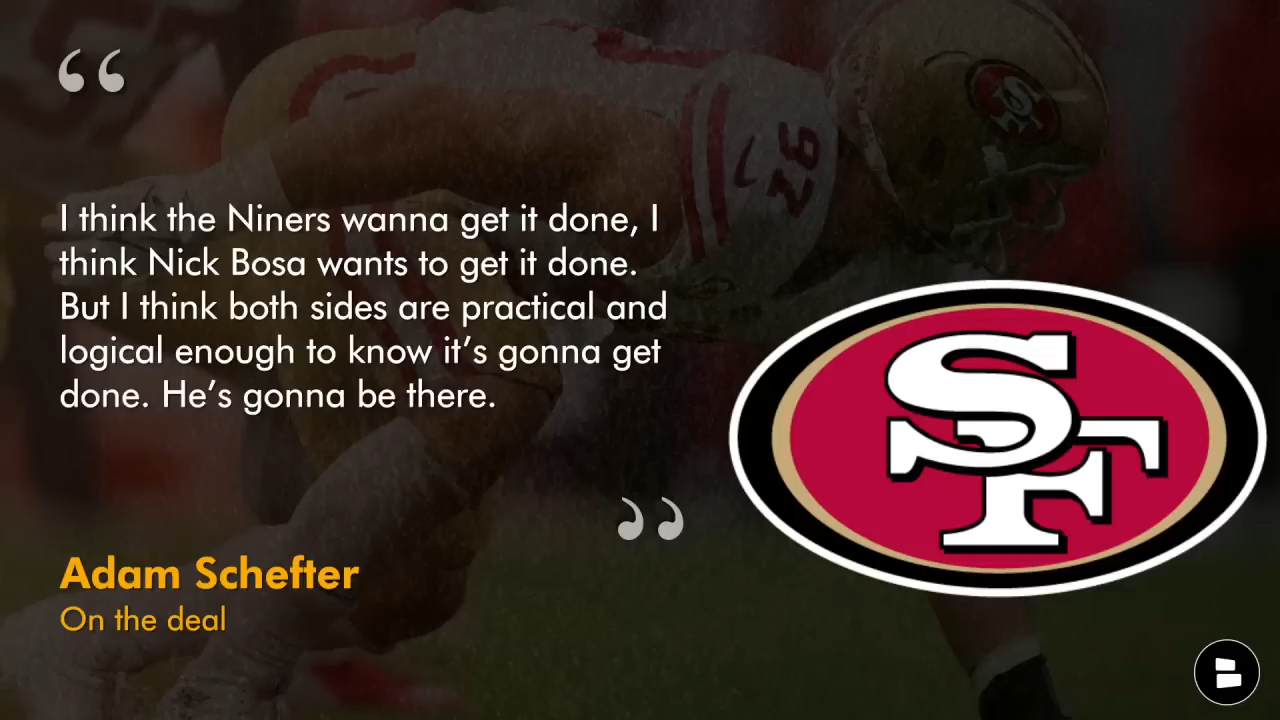 “
I think the Niners wanna get it done, I
think Nick Bosa wants to get it done.
But I think both sides are practical and
logical enough to know it’s gonna get
done. He’s gonna be there.
”
Adam Schefter
On the deal
SF
97
SF
B